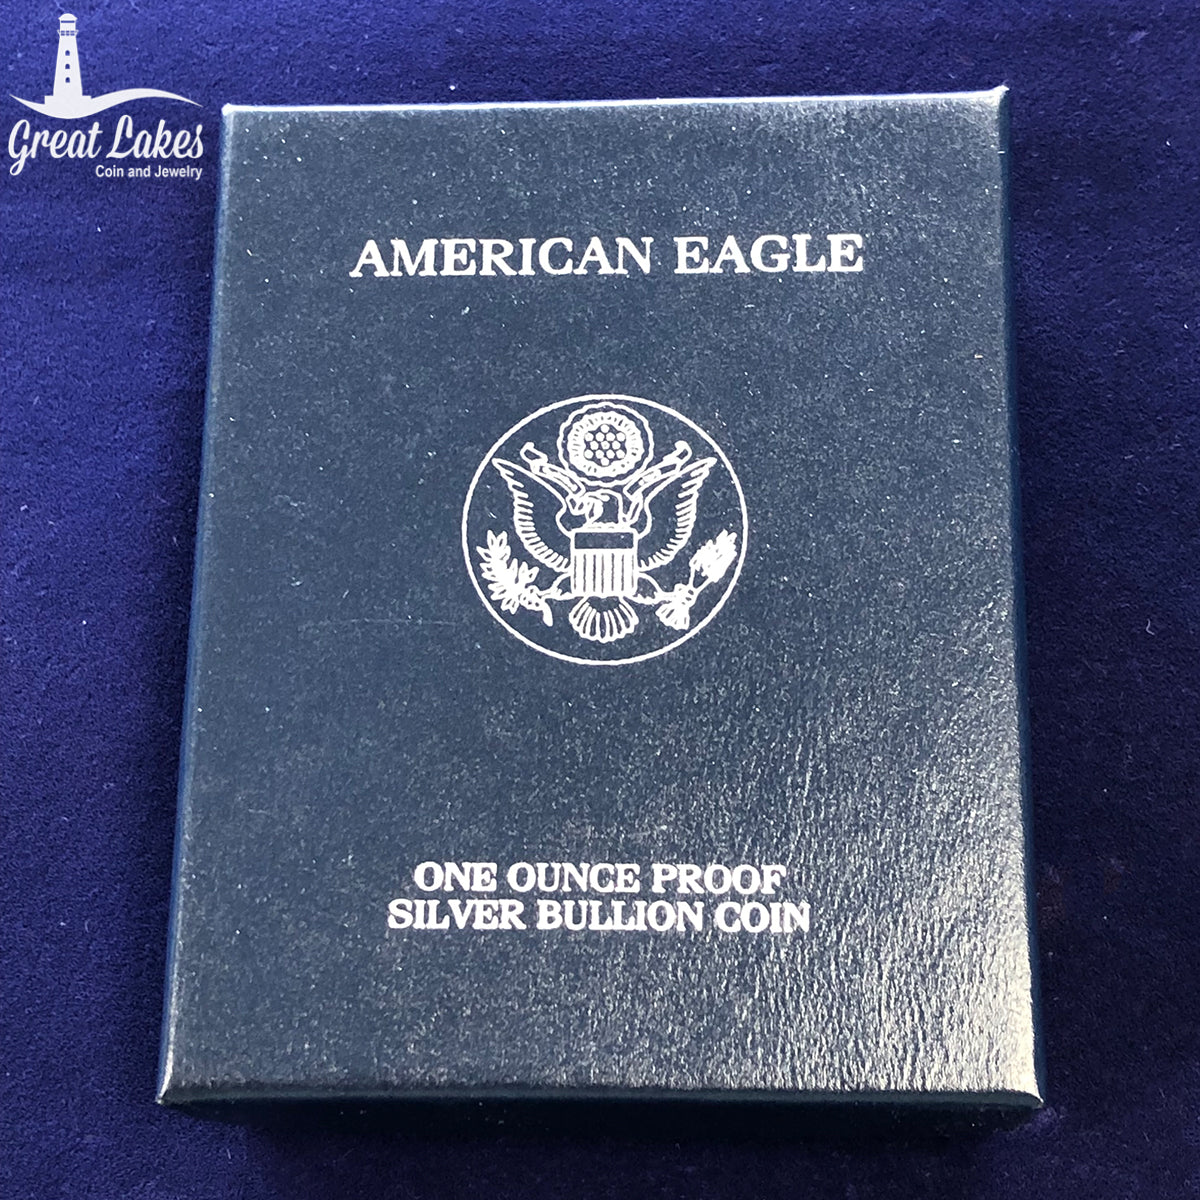 Great Lakes
Coin and Jewelry
AMERICAN EAGLE
ONE OUNCE PROOF
SILVER BULLION COIN